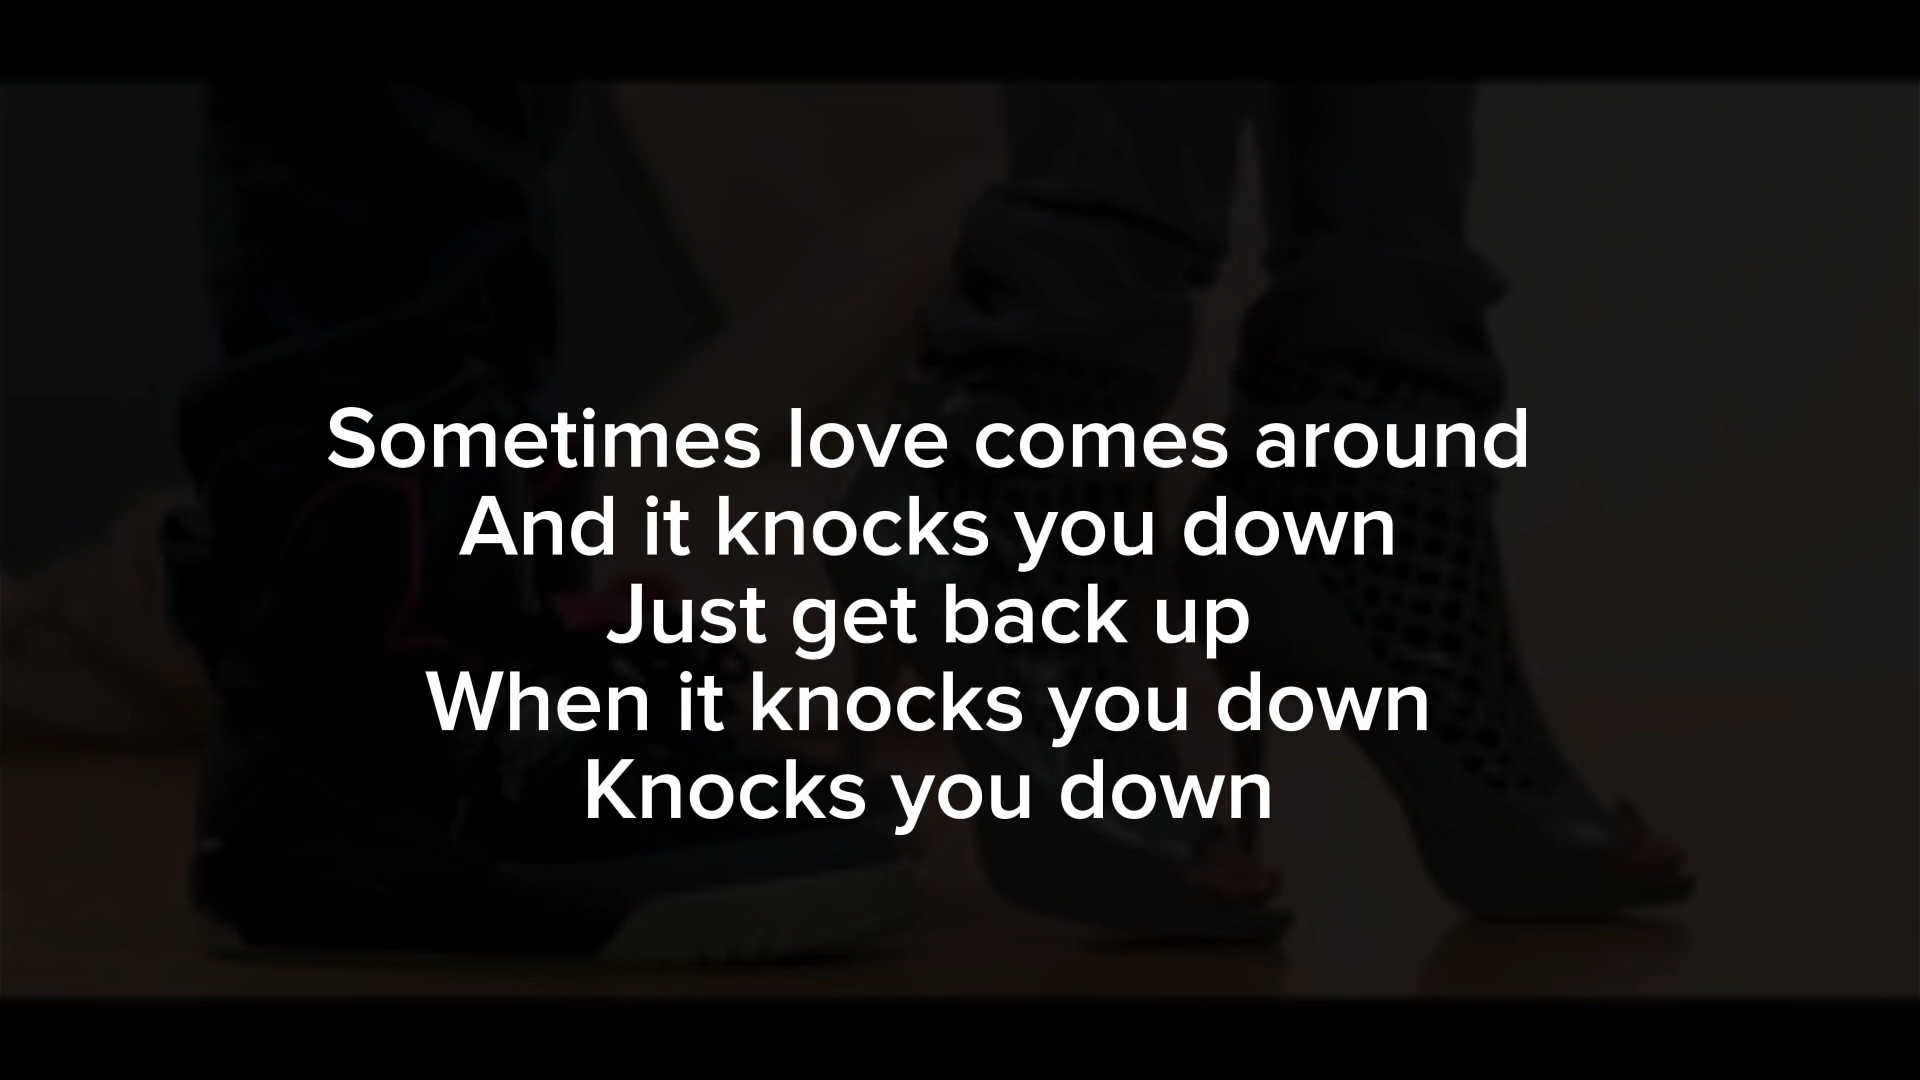 Sometimes love comes around
And it knocks you down
Just get back up
When it knocks you down
Knocks you down